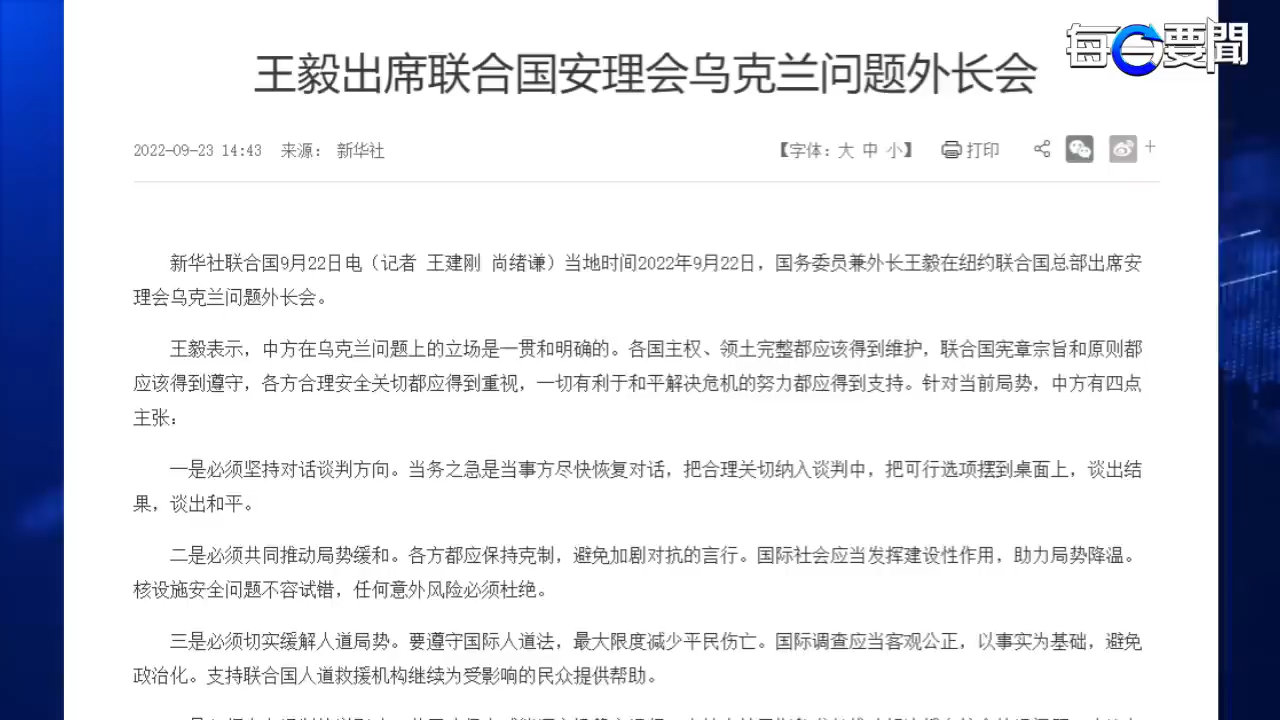 每日要聞
王毅出席联合国安理会乌克兰问题外长会
2022-09-23 14:43 来源： 新华社 【字体：大 中 小】 打印 +
新华社联合国9月22日电（记者 王建刚 尚绪谦）当地时间2022年9月22日，国务委员兼外长王毅在纽约联合国总部出席安
理会乌克兰问题外长会。
王毅表示，中方在乌克兰问题上的立场是一贯和明确的。各国主权、领土完整都应该得到维护，联合国宪章宗旨和原则都
应该得到遵守，各方合理安全关切都应得到重视，一切有利于和平解决危机的努力都应得到支持。针对当前局势，中方有四点
主张：
一是必须坚持对话谈判方向。当务之急是当事方尽快恢复对话，把合理关切纳入谈判中，把可行选项摆到桌面上，谈出结
果，谈出和平。
二是必须共同推动局势缓和。各方都应保持克制，避免加剧对抗的言行。国际社会应当发挥建设性作用，助力局势降温。
核设施安全问题不容试错，任何意外风险必须杜绝。
三是必须切实缓解人道局势。要遵守国际人道法，最大限度减少平民伤亡。国际调查应当客观公正，以事实为基础，避免
政治化。支持联合国人道救援机构继续为受影响的民众提供帮助。